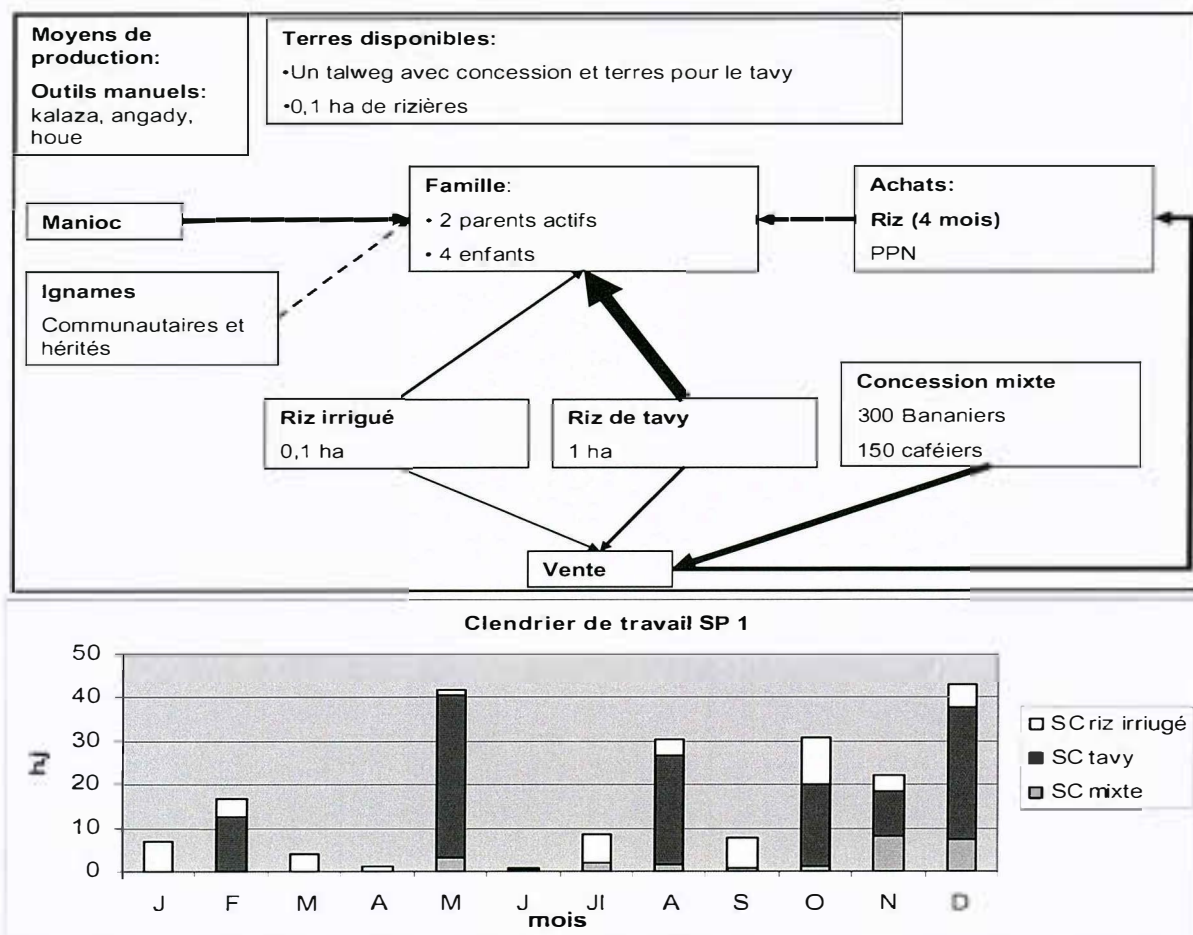 Moyens de
production:
Outils manuels:
kalaza, angady,
houe
Terres disponibles:
•Un talweg avec concession et terres pour le tavy
•0,1 ha de rizières
Manioc
Ignames
Communautaires et
hérités
Famille:
• 2 parents actifs
• 4 enfants
Achats:
Riz (4 mois)
PPN
Riz irrigué
0,1 ha
Riz de tavy
1 ha
Concession mixte
300 Bananiers
150 caféiers
Vente
Clendrier de travail SP 1
50
40
30
20
10
0
hj
J F M A M J Jl A S O N D
mois
SC riz irriugé
SC tavy
SC mixte